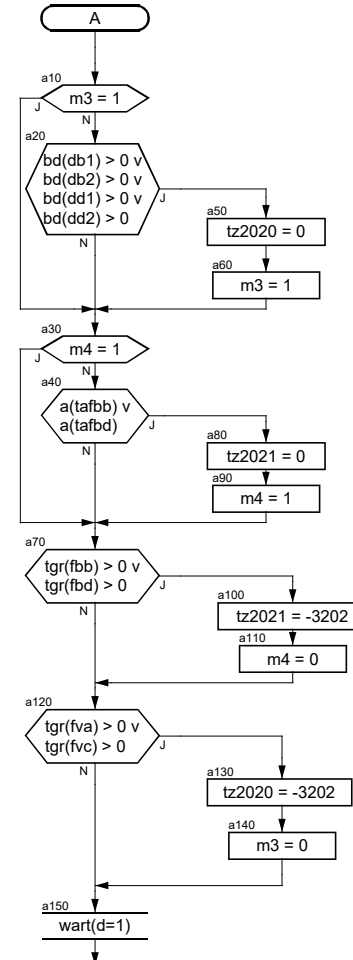 A
a10
m3 = 1
J
N
a20
bd(db1) > 0 v
bd(db2) > 0 v
bd(dd1) > 0 v
bd(dd2) > 0
J
N
a50
tz2020 = 0
a60
m3 = 1
a30
m4 = 1
J
N
a40
a(tafbb) v
a(tafbd)
J
N
a80
tz2021 = 0
a90
m4 = 1
a70
tgr(fbb) > 0 v
tgr(fbd) > 0
J
N
a100
tz2021 = -3202
a110
m4 = 0
a120
tgr(fva) > 0 v
tgr(fvc) > 0
J
N
a130
tz2020 = -3202
a140
m3 = 0
a150
wart(d=1)